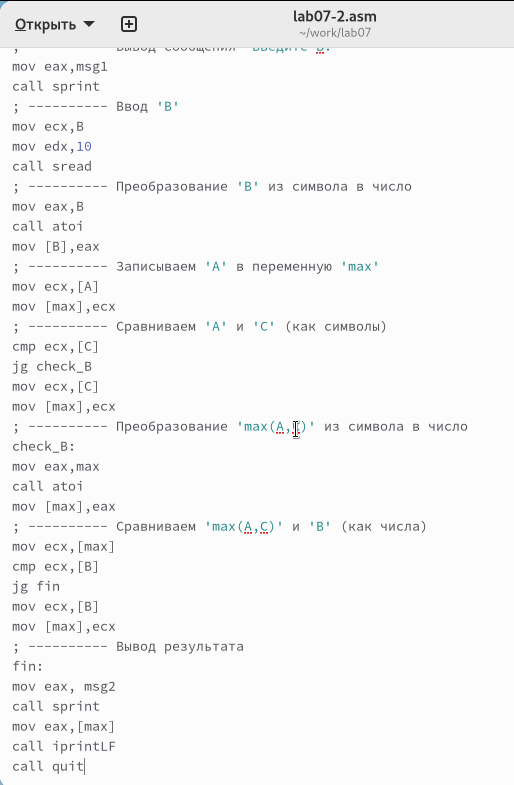 Открыть
lab07-2.asm
~/work/lab07
; ---------- Вывод сообщения 'Введите B:
mov eax,msg1
call sprint
; ---------- Ввод 'B'
mov ecx,B
mov edx,10
call sread
; ---------- Преобразование 'B' из символа в число
mov eax,B
call atoi
mov [B],eax
; ---------- Записываем 'A' в переменную 'max'
mov ecx,[A]
mov [max],ecx
; ---------- Сравниваем 'A' и 'C' (как символы)
cmp ecx,[C]
jg check_B
mov ecx,[C]
mov [max],ecx
; ---------- Преобразование 'max(A,C)' из символа в число
check_B:
mov eax,max
call atoi
mov [max],eax
; ---------- Сравниваем 'max(A,C)' и 'B' (как числа)
mov ecx,[max]
cmp ecx,[B]
jg fin
mov ecx,[B]
mov [max],ecx
; ---------- Вывод результата
fin:
mov eax, msg2
call sprint
mov eax,[max]
call iprintLF
call quit